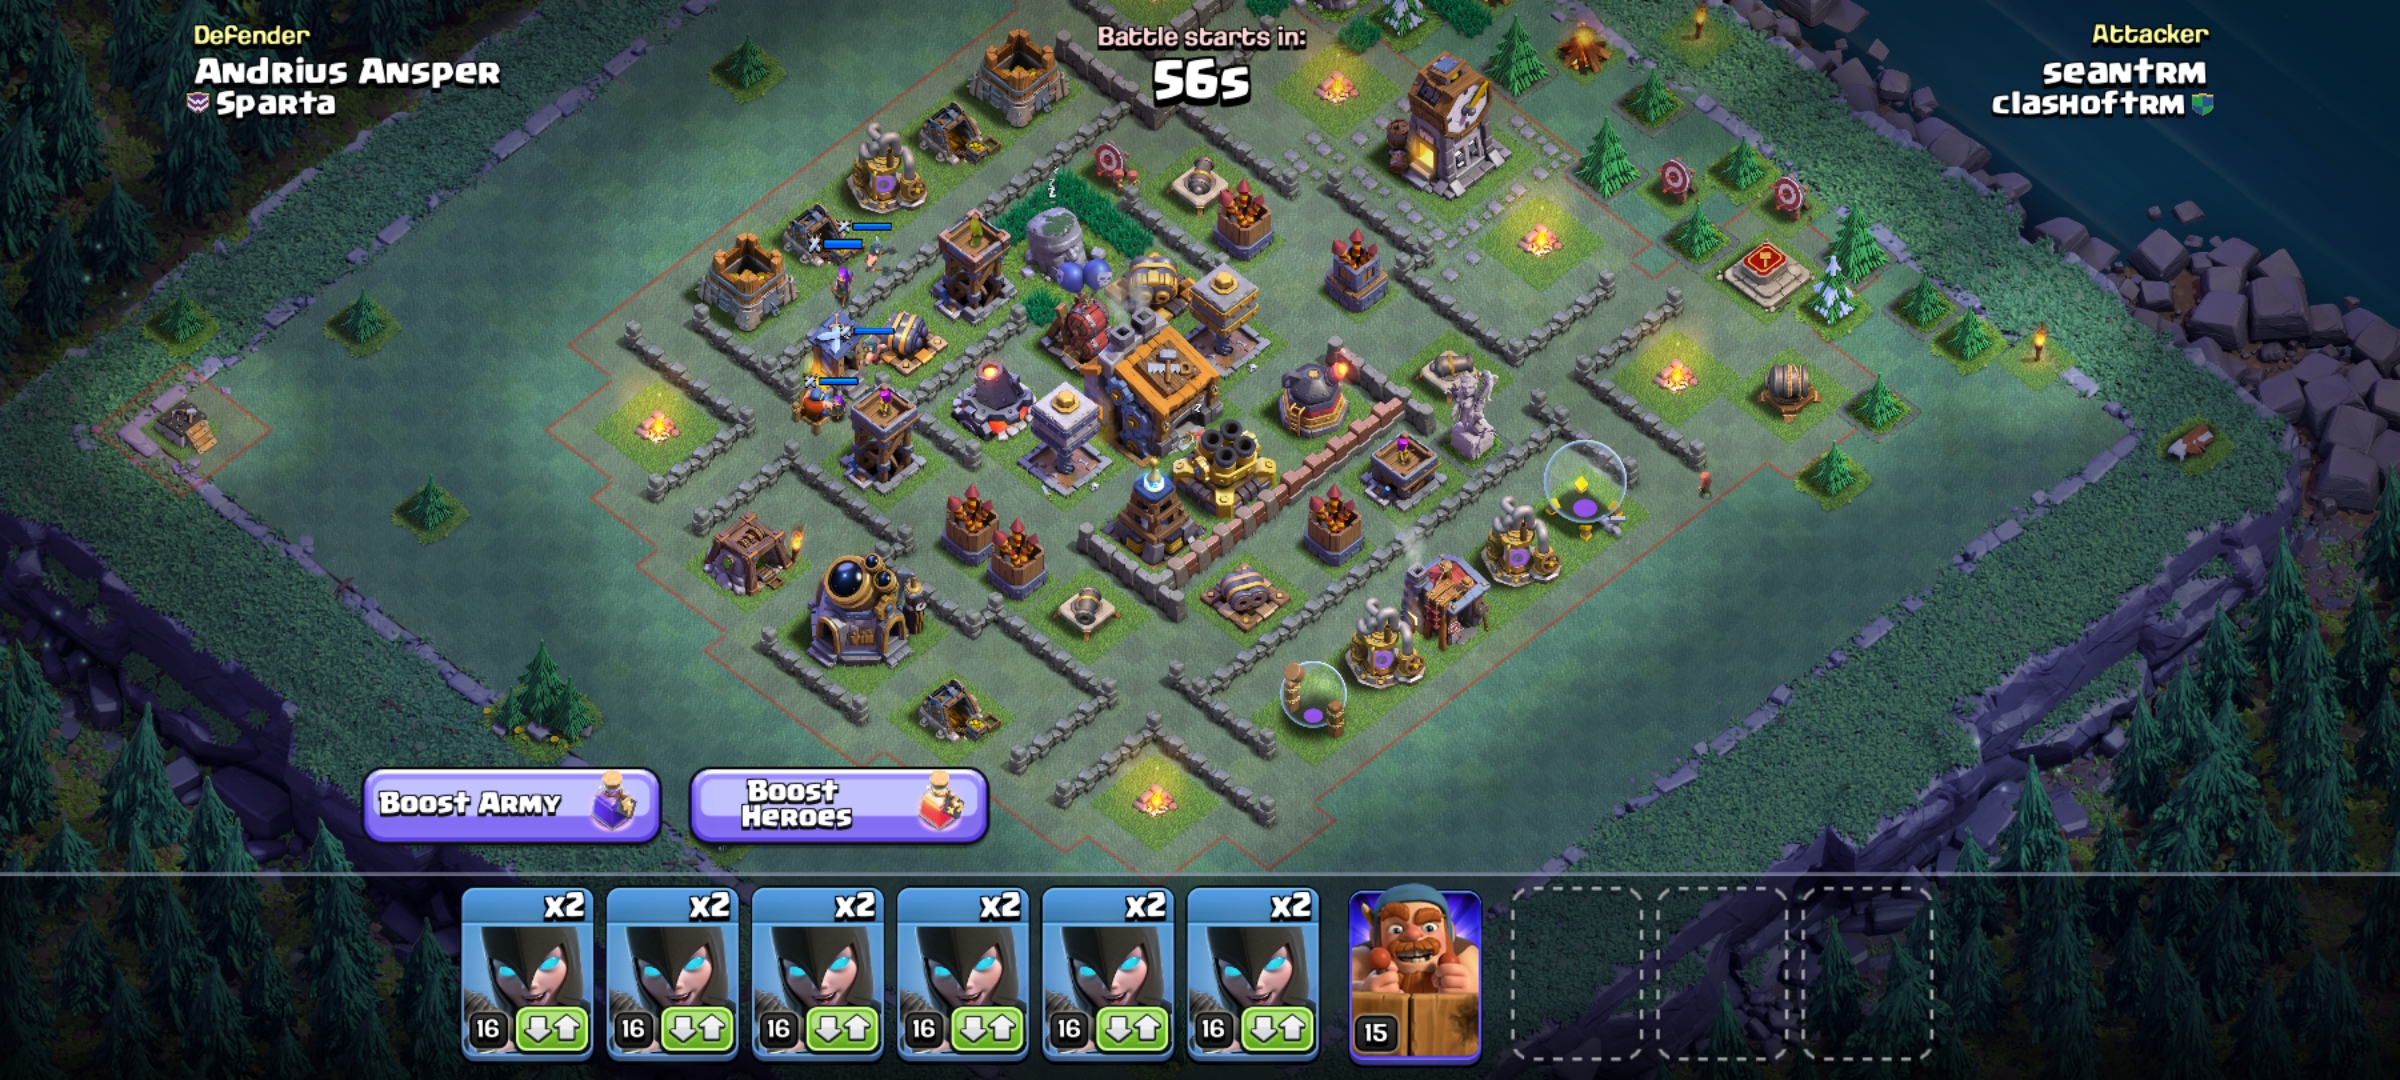 Defender
Andrius Ansper
Sparta
Battle starts in:
56s
Attacker
seantRM
clashoftRM
Boost Army
Boost
Heroes
x2
x2
x2
x2
x2
x2
16
16
16
16
16
16
15